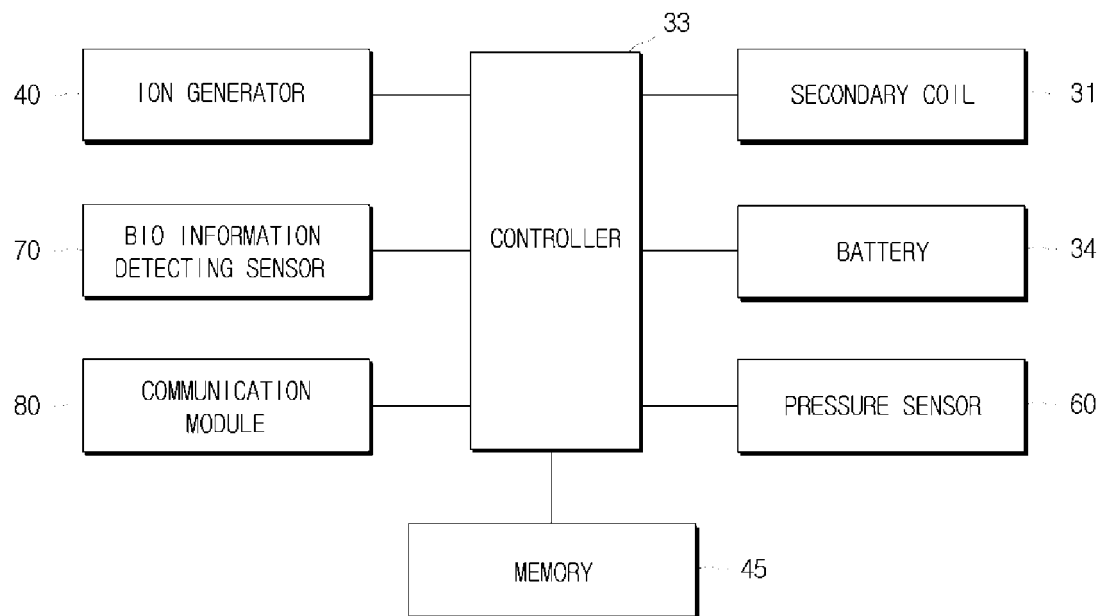 33
40
ION GENERATOR
SECONDARY COIL
31
70
BIO INFORMATION
DETECTING SENSOR
CONTROLLER
BATTERY
34
80
COMMUNICATION
MODULE
PRESSURE SENSOR
60
MEMORY
45